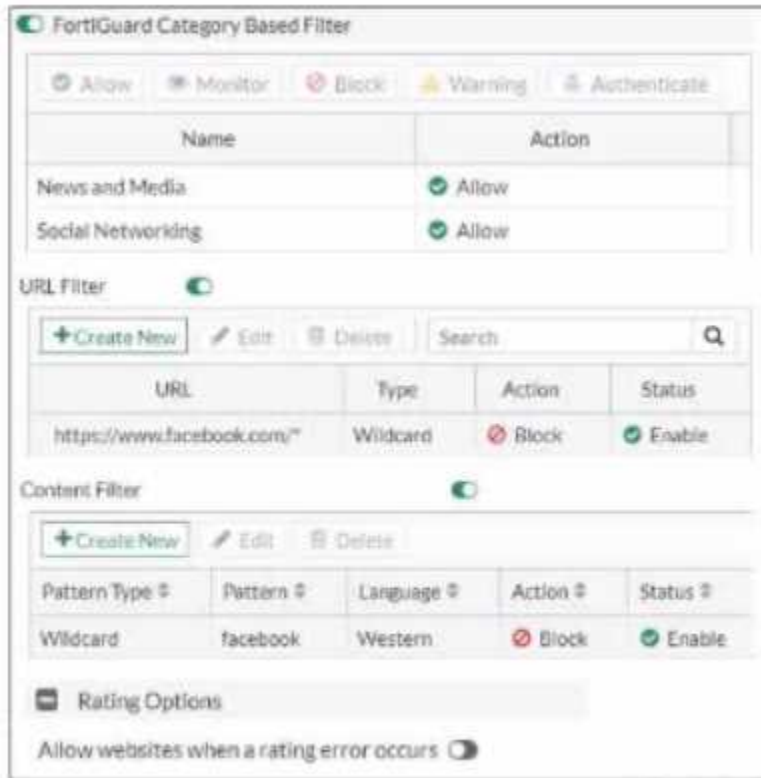 FortiGuard Category Based Filter
Allow Monitor Block Warning Authenticate
Name Action
News and Media Allow
Social Networking Allow
URL Filter
+Create New Edit Delete Search
URL Type Action Status
https://www.facebook.com/* Wildcard Block Enable
Content Filter
+Create New Edit Delete
Pattern Type Pattern Language Action Status
Wildcard facebook Western Block Enable
Rating Options
Allow websites when a rating error occurs